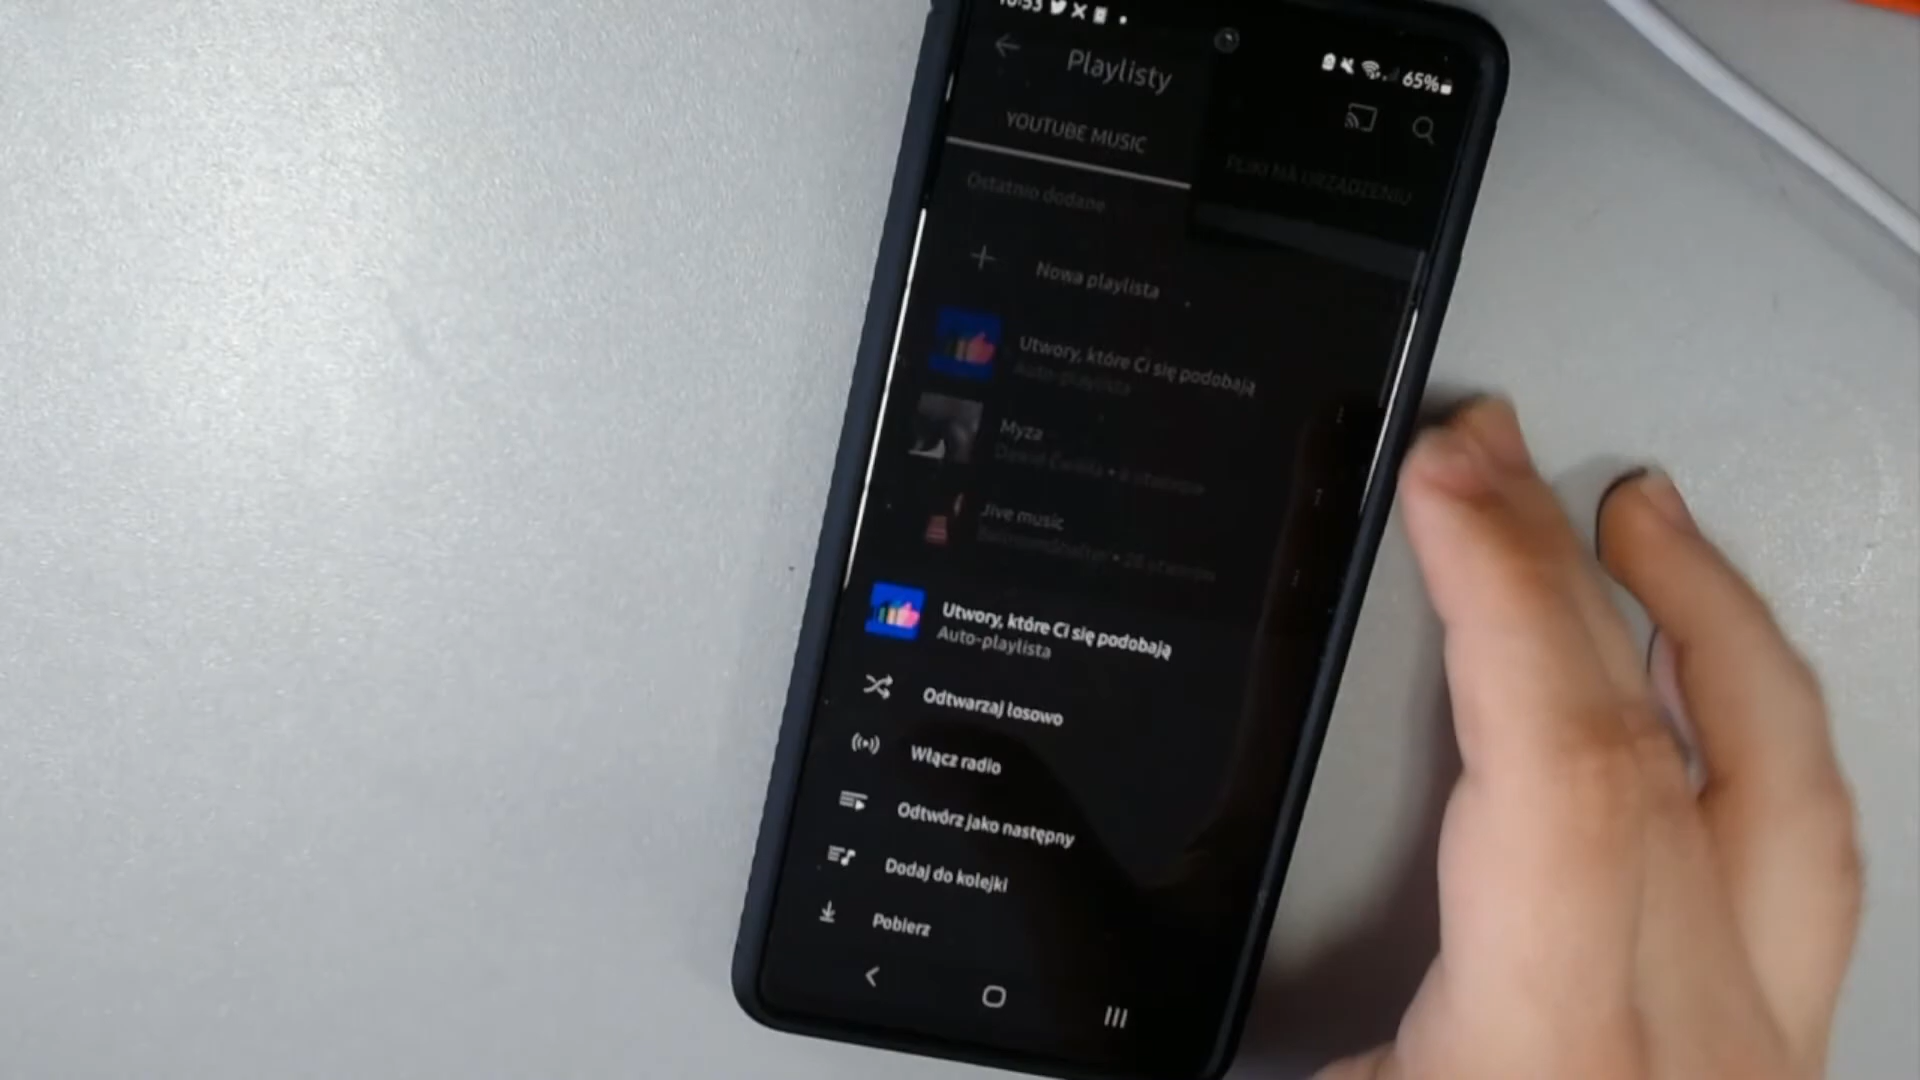 10:53
65%
Playlisty
YOUTUBE MUSIC
PLIKI NA URZĄDZENIU
Ostatnio dodane
Nowa playlista
Utwory, które Ci się podobają
Auto-playlista
Myza
Jive music
Utwory, które Ci się podobają
Auto-playlista
Odtwarzaj losowo
Włącz radio
Odtwórz jako następny
Dodaj do kolejki
Pobierz